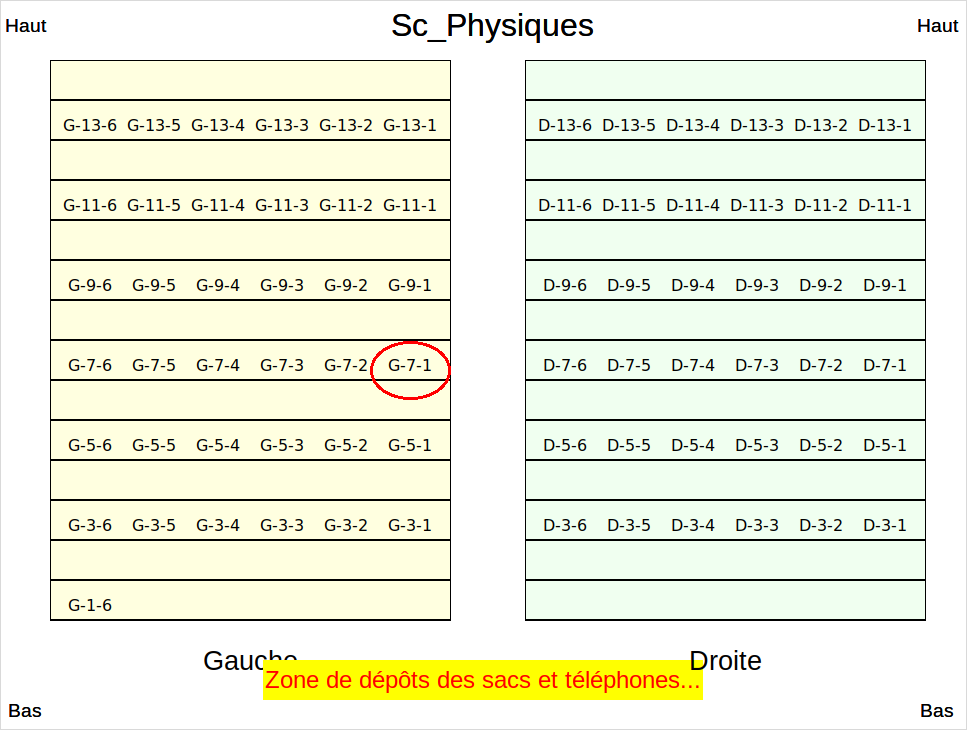 Sc_Physiques
Haut Haut
G-13-6 G-13-5 G-13-4 G-13-3 G-13-2 G-13-1 D-13-6 D-13-5 D-13-4 D-13-3 D-13-2 D-13-1
G-11-6 G-11-5 G-11-4 G-11-3 G-11-2 G-11-1 D-11-6 D-11-5 D-11-4 D-11-3 D-11-2 D-11-1
G-9-6 G-9-5 G-9-4 G-9-3 G-9-2 G-9-1 D-9-6 D-9-5 D-9-4 D-9-3 D-9-2 D-9-1
G-7-6 G-7-5 G-7-4 G-7-3 G-7-2 G-7-1 D-7-6 D-7-5 D-7-4 D-7-3 D-7-2 D-7-1
G-5-6 G-5-5 G-5-4 G-5-3 G-5-2 G-5-1 D-5-6 D-5-5 D-5-4 D-5-3 D-5-2 D-5-1
G-3-6 G-3-5 G-3-4 G-3-3 G-3-2 G-3-1 D-3-6 D-3-5 D-3-4 D-3-3 D-3-2 D-3-1
G-1-6
Gauche Droite
Zone de dépôts des sacs et téléphones...
Bas Bas